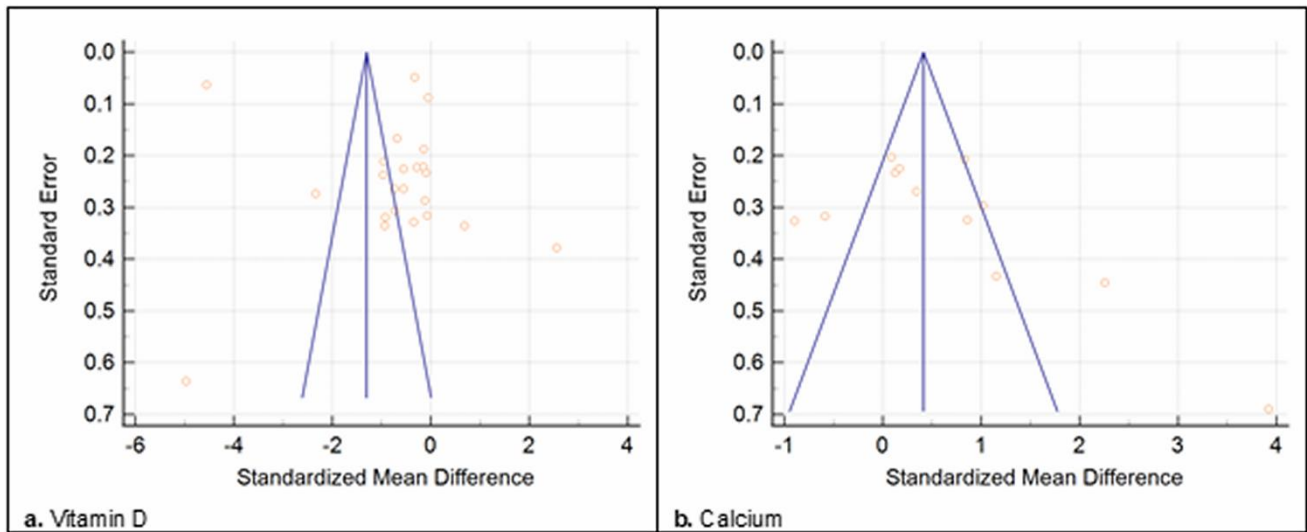 0.0
0.1
0.2
0.3
0.4
0.5
0.6
0.7
Standard Error
-6 -4 -2 0 2 4
Standardized Mean Difference
a. Vitamin D
0.0
0.1
0.2
0.3
0.4
0.5
0.6
0.7
Standard Error
-1 0 1 2 3 4
Standardized Mean Difference
b. Calcium